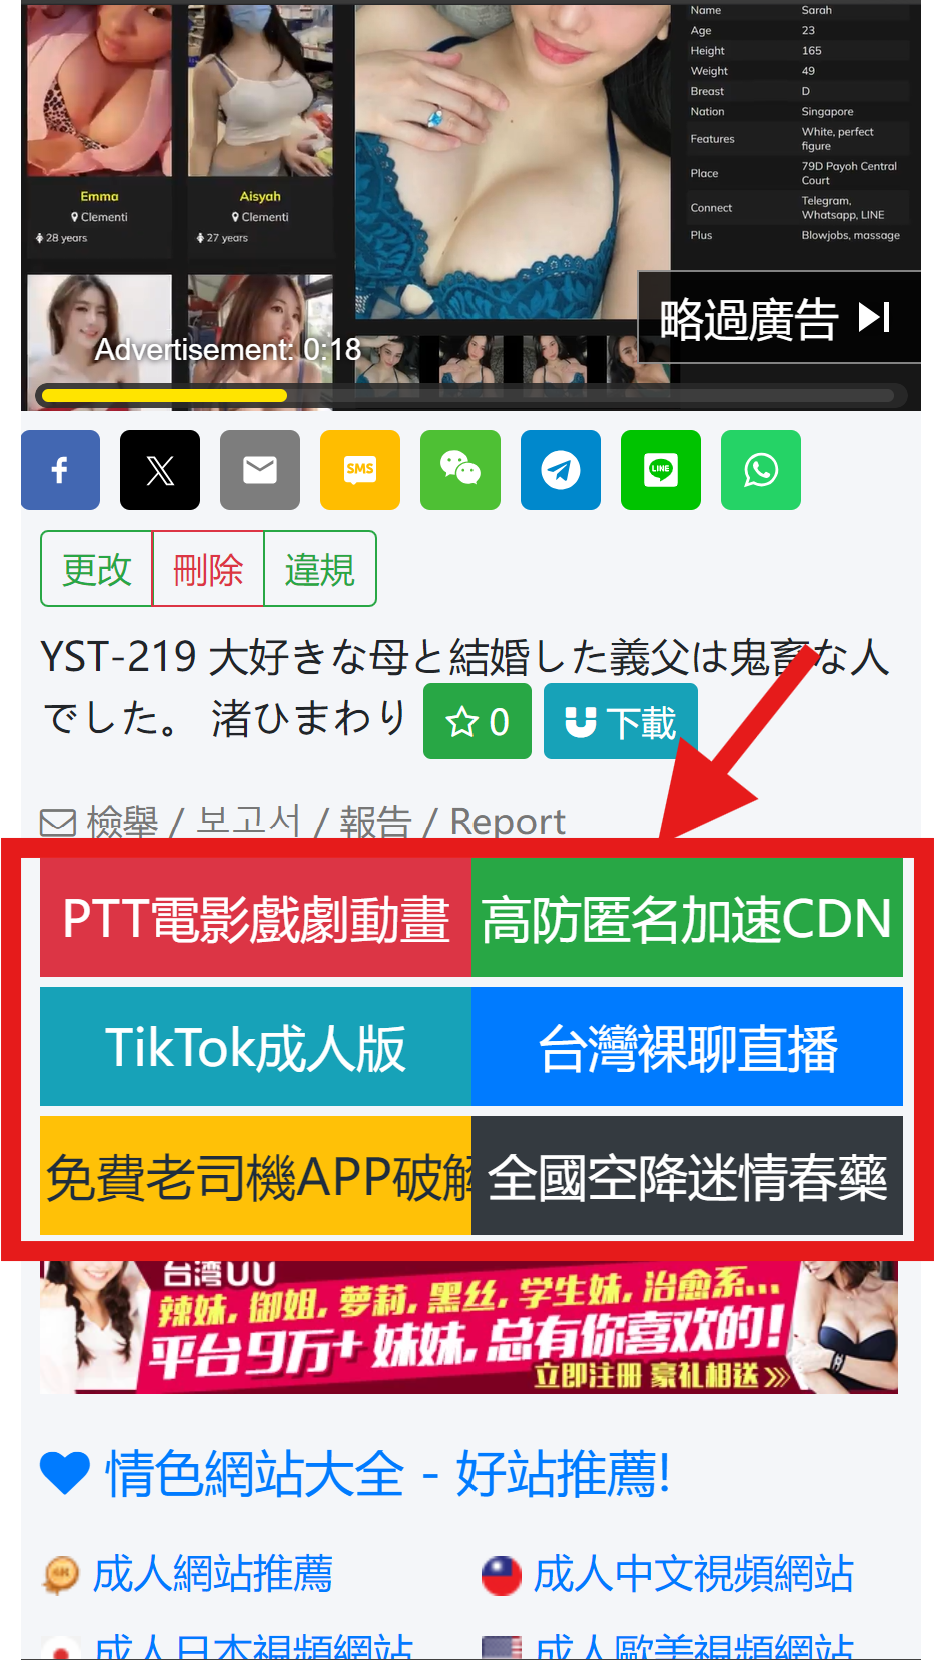 Name Sarah
Age 23
Height 165
Weight 49
Breast D
Nation Singapore
Features White, perfect figure
Place 79D Payoh Central Court
Connect Telegram, Whatsapp, LINE
Plus Blowjobs, massage
Emma
Clementi
28 years
Aisyah
Clementi
27 years
略過廣告
Advertisement: 0:18
f
X
SMS
LINE
更改 刪除 違規
YST-219 大好きな母と結婚した義父は鬼畜な人
でした。 渚ひまわり 0 下載
檢舉 / 보고서 / 報告 / Report
PTT電影戲劇動畫 高防匿名加速CDN
TikTok成人版 台灣裸聊直播
免費老司機APP破解 全國空降迷情春藥
台灣UU
辣妹, 御姐, 萝莉, 黑丝, 学生妹, 治愈系...
平台9万+ 妹妹, 总有你喜欢的!
立即注册 豪礼相送
情色網站大全 - 好站推薦!
4K 成人網站推薦 成人中文視頻網站
成人日本視頻網站 成人歐美視頻網站